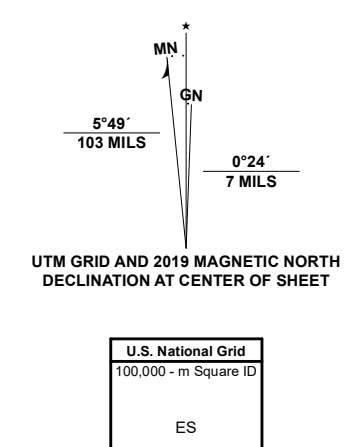 MN
GN
5°49´
103 MILS
0°24´
7 MILS
UTM GRID AND 2019 MAGNETIC NORTH
DECLINATION AT CENTER OF SHEET
U.S. National Grid
100,000 - m Square ID
ES